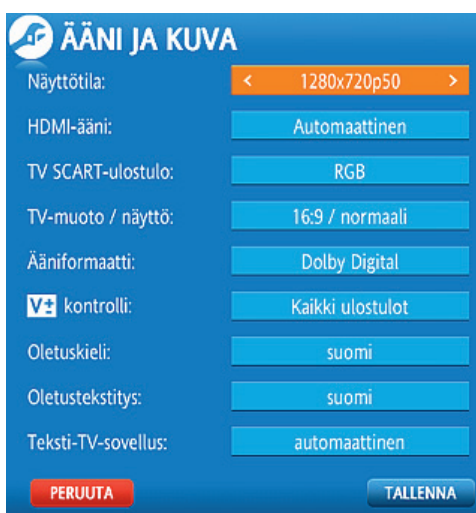 ÄÄNI JA KUVA
Näyttötila: < 1280x720p50 >
HDMI-ääni: Automaattinen
TV SCART-ulostulo: RGB
TV-muoto / näyttö: 16:9 / normaali
Ääniformaatti: Dolby Digital
V± kontrolli: Kaikki ulostulot
Oletuskieli: suomi
Oletustekstitys: suomi
Teksti-TV-sovellus: automaattinen
PERUUTA TALLENNA